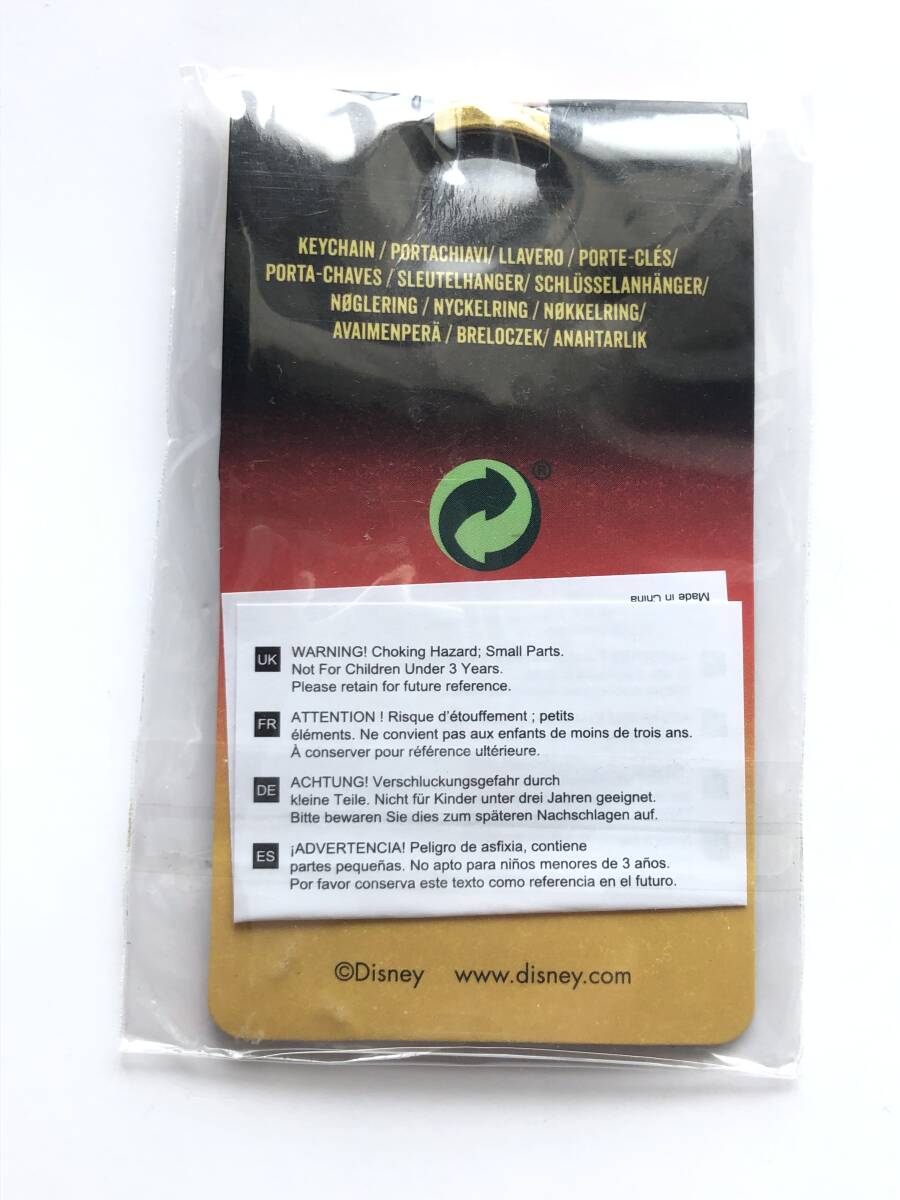 KEYCHAIN / PORTACHIAVI/ LLAVERO / PORTE-CLÉS/
PORTA-CHAVES / SLEUTELHANGER/ SCHLÜSSELANHÄNGER/
NØGLERING / NYCKELRING / NØKKELRING/
AVAIMENPERÄ / BRELOCZEK/ ANAHTARLIK
®
Made in China
UK WARNING! Choking Hazard; Small Parts.
Not For Children Under 3 Years.
Please retain for future reference.
FR ATTENTION ! Risque d'étouffement ; petits
éléments. Ne convient pas aux enfants de moins de trois ans.
À conserver pour référence ultérieure.
DE ACHTUNG! Verschluckungsgefahr durch
kleine Teile. Nicht für Kinder unter drei Jahren geeignet.
Bitte bewaren Sie dies zum späteren Nachschlagen auf.
ES ¡ADVERTENCIA! Peligro de asfixia, contiene
partes pequeñas. No apto para niños menores de 3 años.
Por favor conserva este texto como referencia en el futuro.
©Disney www.disney.com